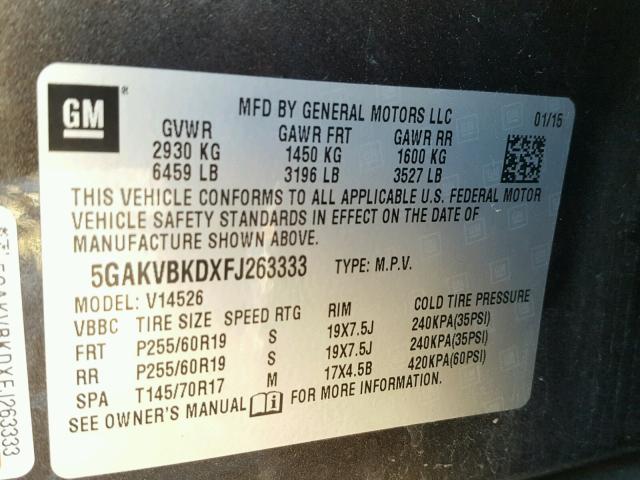 GM ®
MFD BY GENERAL MOTORS LLC 01/15
GVWR GAWR FRT GAWR RR
2930 KG 1450 KG 1600 KG
6459 LB 3196 LB 3527 LB
THIS VEHICLE CONFORMS TO ALL APPLICABLE U.S. FEDERAL MOTOR
VEHICLE SAFETY STANDARDS IN EFFECT ON THE DATE OF
MANUFACTURE SHOWN ABOVE.
5GAKVBKDXFJ263333 TYPE: M.P.V.
MODEL: V14526
VBBC TIRE SIZE SPEED RTG RIM COLD TIRE PRESSURE
FRT P255/60R19 S 19X7.5J 240KPA(35PSI)
RR P255/60R19 S 19X7.5J 240KPA(35PSI)
SPA T145/70R17 M 17X4.5B 420KPA(60PSI)
SEE OWNER'S MANUAL FOR MORE INFORMATION.
5GAKVBKDXFJ263333